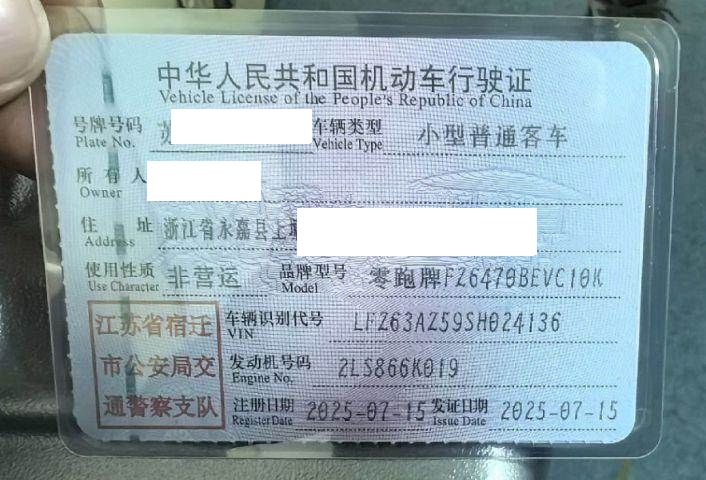 中华人民共和国机动车行驶证
Vehicle License of the People's Republic of China
号牌号码 苏 车辆类型 小型普通客车
Plate No. Vehicle Type
所有人
Owner
住址 浙江省永嘉县上
Address
使用性质 非营运 品牌型号 零跑牌FZ6470BEVC10K
Use Character Model
江苏省宿迁 车辆识别代号 LFZ63AZ59SH024136
VIN
市公安局交 发动机号码 2LS866K019
Engine No.
通警察支队 注册日期 2025-07-15 发证日期 2025-07-15
Register Date Issue Date